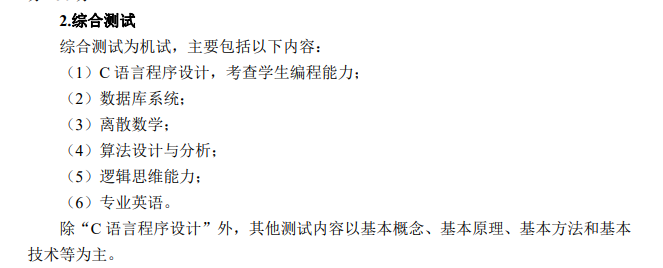 2.综合测试
综合测试为机试，主要包括以下内容：
（1）C 语言程序设计，考查学生编程能力；
（2）数据库系统；
（3）离散数学；
（4）算法设计与分析；
（5）逻辑思维能力；
（6）专业英语。
除“C 语言程序设计”外，其他测试内容以基本概念、基本原理、基本方法和基本
技术等为主。